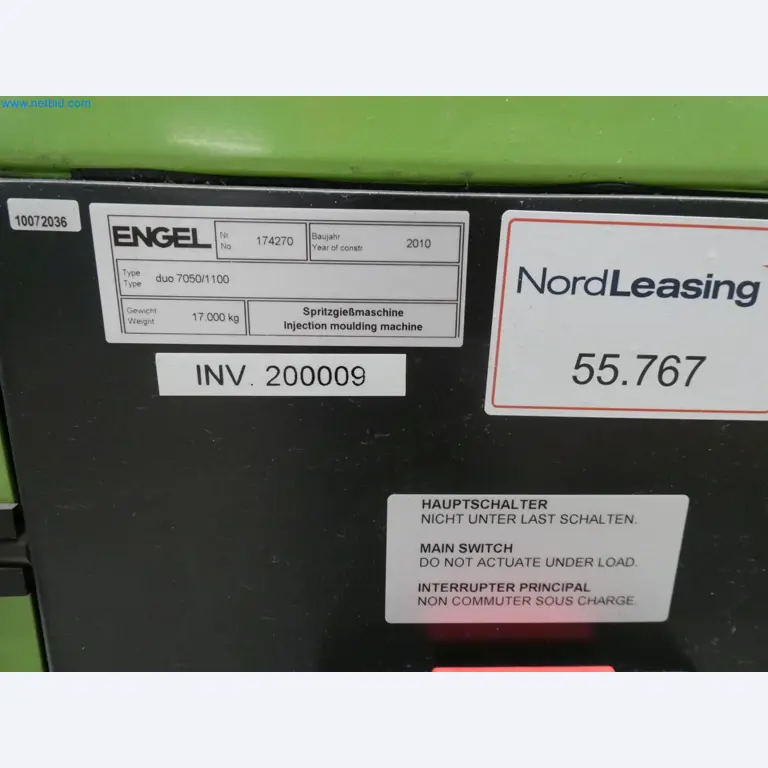 www.netbid.com
10072036
ENGEL
Nr
No
174270
Baujahr
Year of constr
2010
Type
Type
duo 7050/1100
Gewicht
Weight
17.000 kg
Spritzgießmaschine
Injection moulding machine
INV. 200009
NordLeasing
55.767
HAUPTSCHALTER
NICHT UNTER LAST SCHALTEN.
MAIN SWITCH
DO NOT ACTUATE UNDER LOAD.
INTERRUPTER PRINCIPAL
NON COMMUTER SOUS CHARGE.